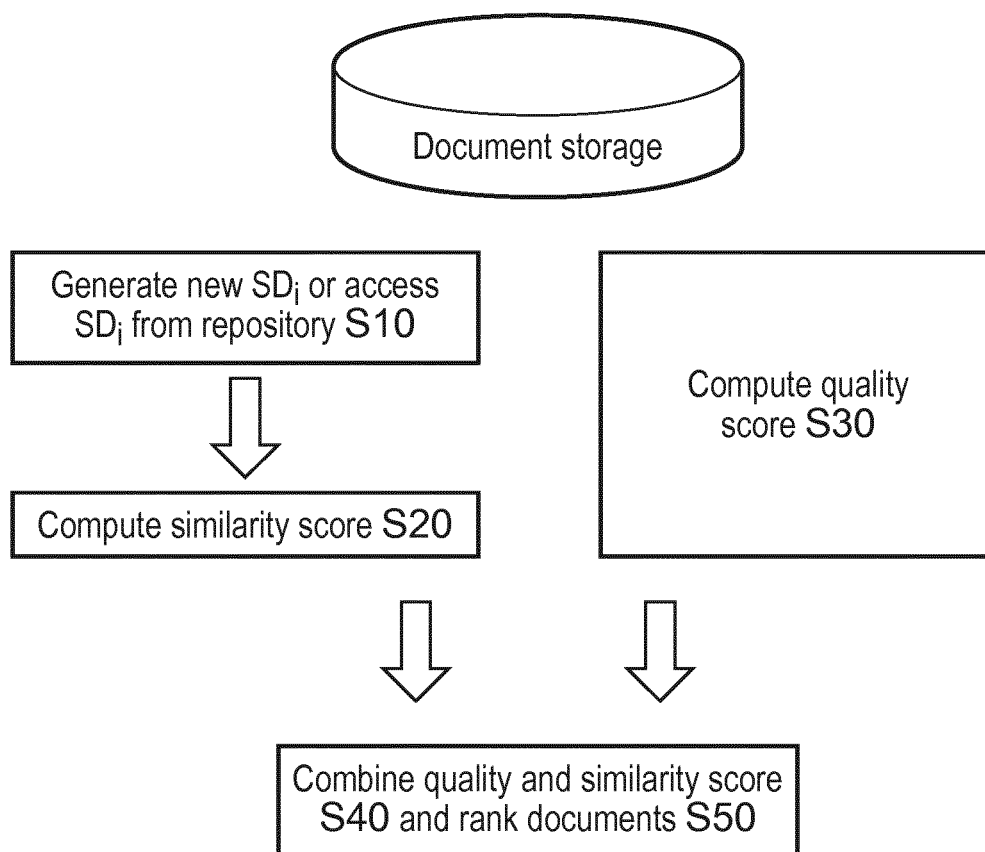 Document storage
Generate new SDi or access
SDi from repository S10
Compute similarity score S20
Compute quality
score S30
Combine quality and similarity score
S40 and rank documents S50